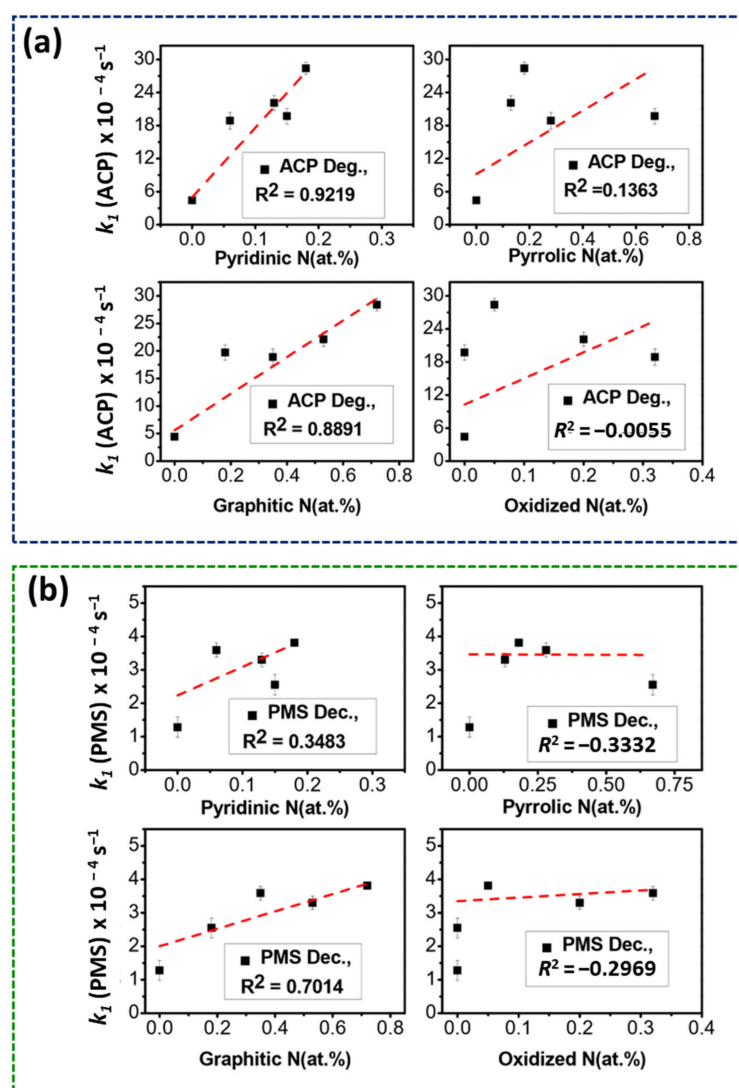 (a)
k₁ (ACP) x 10⁻⁴ s⁻¹
30
24
18
12
6
0
ACP Deg.,
R² = 0.9219
0.0 0.1 0.2 0.3
Pyridinic N(at.%)
30
24
18
12
6
0
ACP Deg.,
R² =0.1363
0.0 0.2 0.4 0.6 0.8
Pyrrolic N(at.%)
k₁ (ACP) x 10⁻⁴ s⁻¹
30
25
20
15
10
5
0
ACP Deg.,
R² = 0.8891
0.0 0.2 0.4 0.6 0.8
Graphitic N(at.%)
30
24
18
12
6
0
ACP Deg.,
R² = −0.0055
0.0 0.1 0.2 0.3 0.4
Oxidized N(at.%)
(b)
k₁ (PMS) x 10⁻⁴ s⁻¹
5
4
3
2
1
0
PMS Dec.,
R² = 0.3483
0.0 0.1 0.2 0.3
Pyridinic N(at.%)
5
4
3
2
1
0
PMS Dec.,
R² = −0.3332
0.00 0.25 0.50 0.75
Pyrrolic N(at.%)
k₁ (PMS) x 10⁻⁴ s⁻¹
5
4
3
2
1
0
PMS Dec.,
R² = 0.7014
0.0 0.2 0.4 0.6 0.8
Graphitic N(at.%)
5
4
3
2
1
0
PMS Dec.,
R² = −0.2969
0.0 0.1 0.2 0.3 0.4
Oxidized N(at.%)